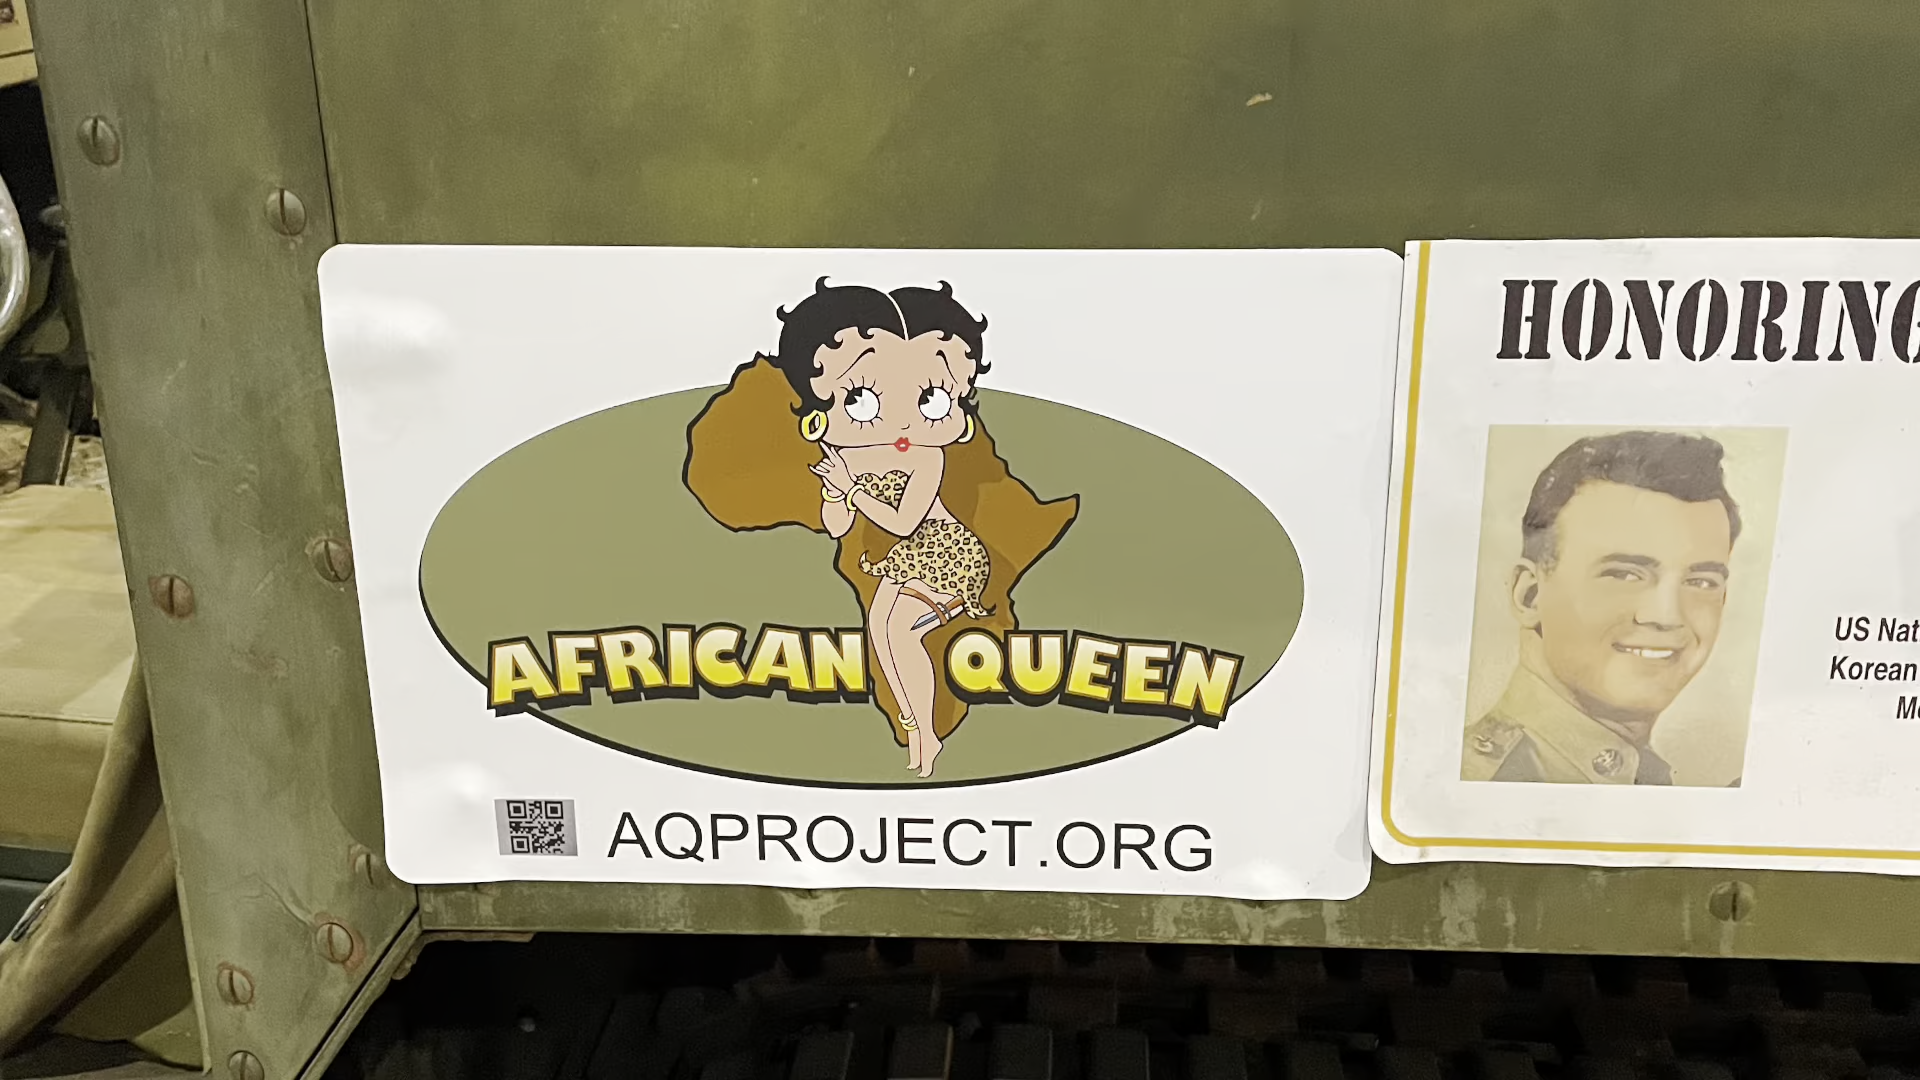 AFRICAN QUEEN
AQPROJECT.ORG
HONORING
US Nat
Korean